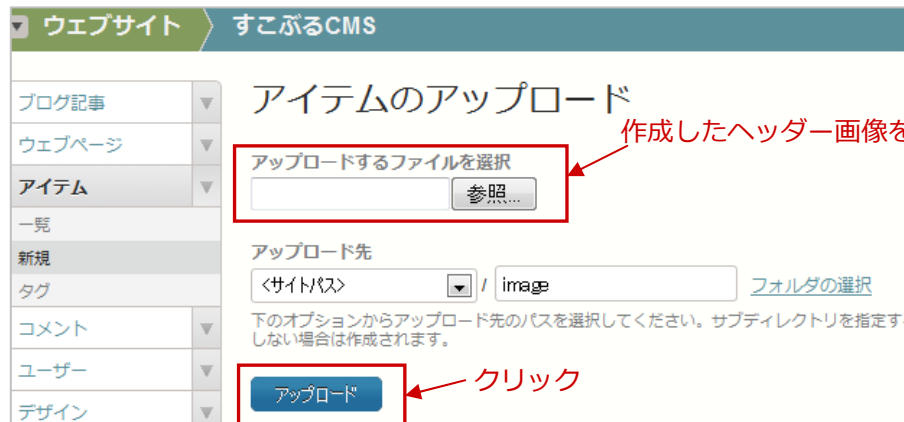 ウェブサイト
すこぶるCMS
ブログ記事
ウェブページ
アイテム
一覧
新規
タグ
コメント
ユーザー
デザイン
アイテムのアップロード
作成したヘッダー画像を
アップロードするファイルを選択
参照...
アップロード先
<サイトパス> / image フォルダの選択
下のオプションからアップロード先のパスを選択してください。サブディレクトリを指定す
しない場合は作成されます。
アップロード
クリック